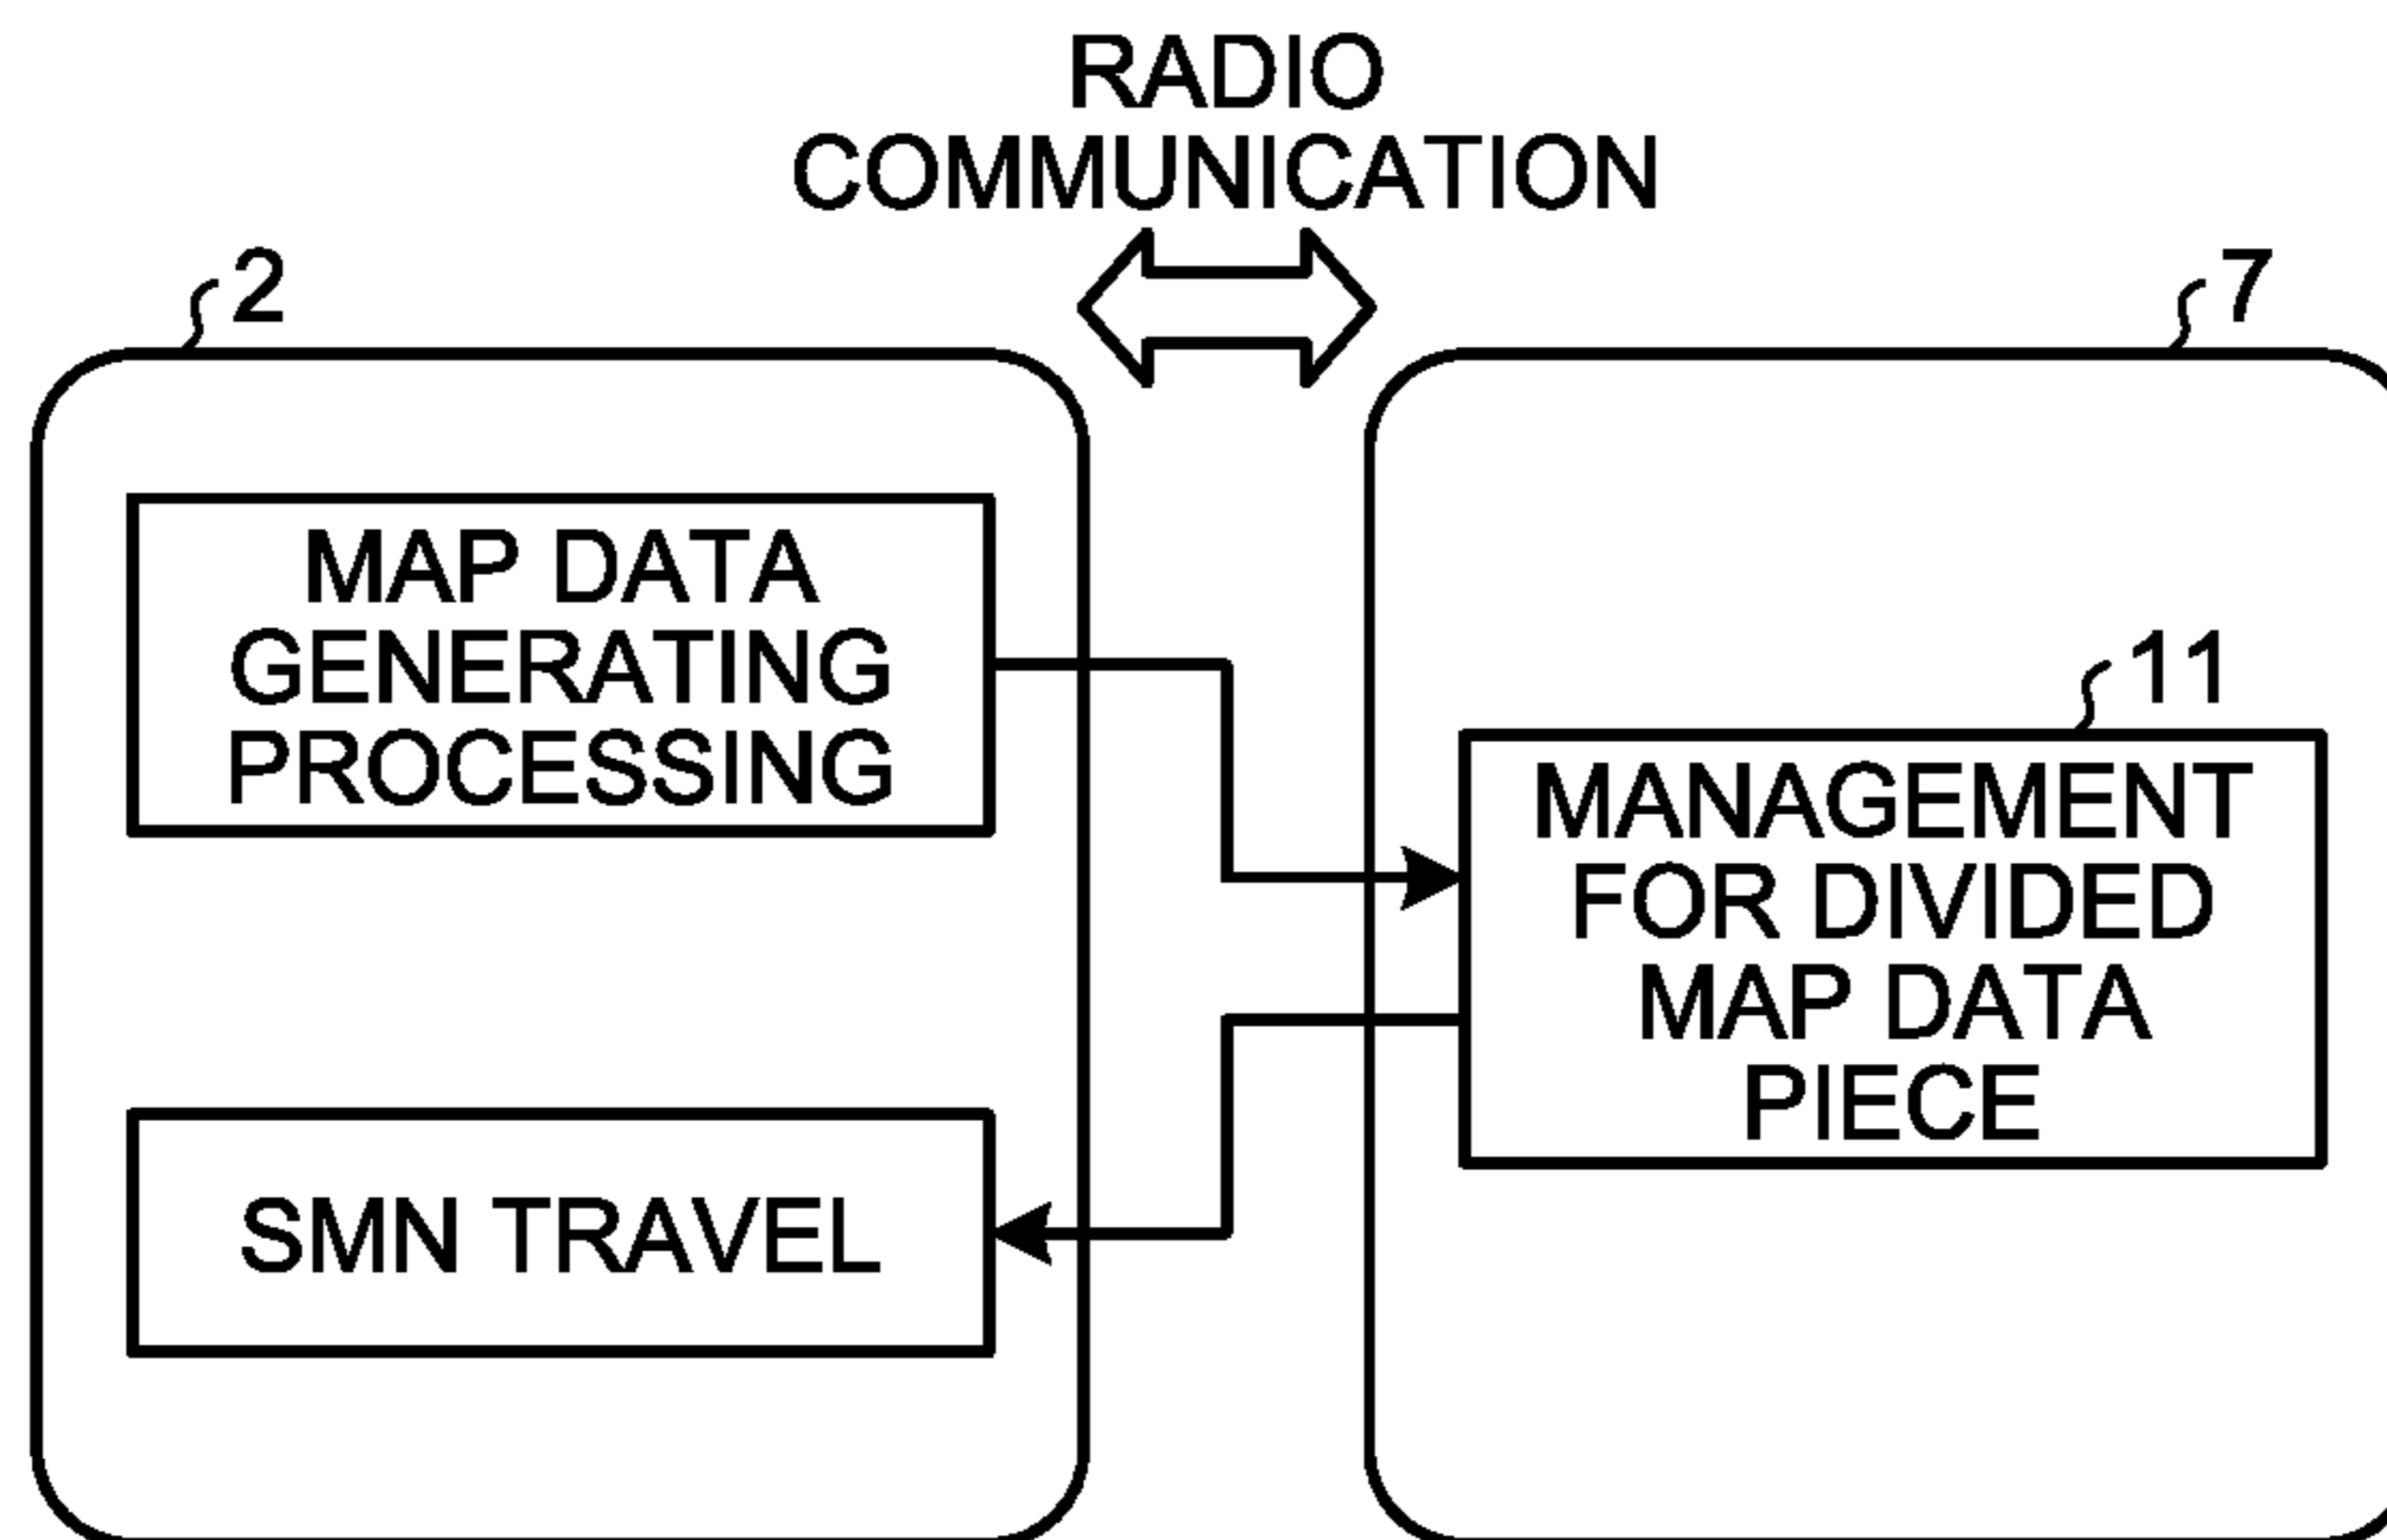 RADIO
COMMUNICATION
2
7
MAP DATA
GENERATING
PROCESSING
11
MANAGEMENT
FOR DIVIDED
MAP DATA
PIECE
SMN TRAVEL